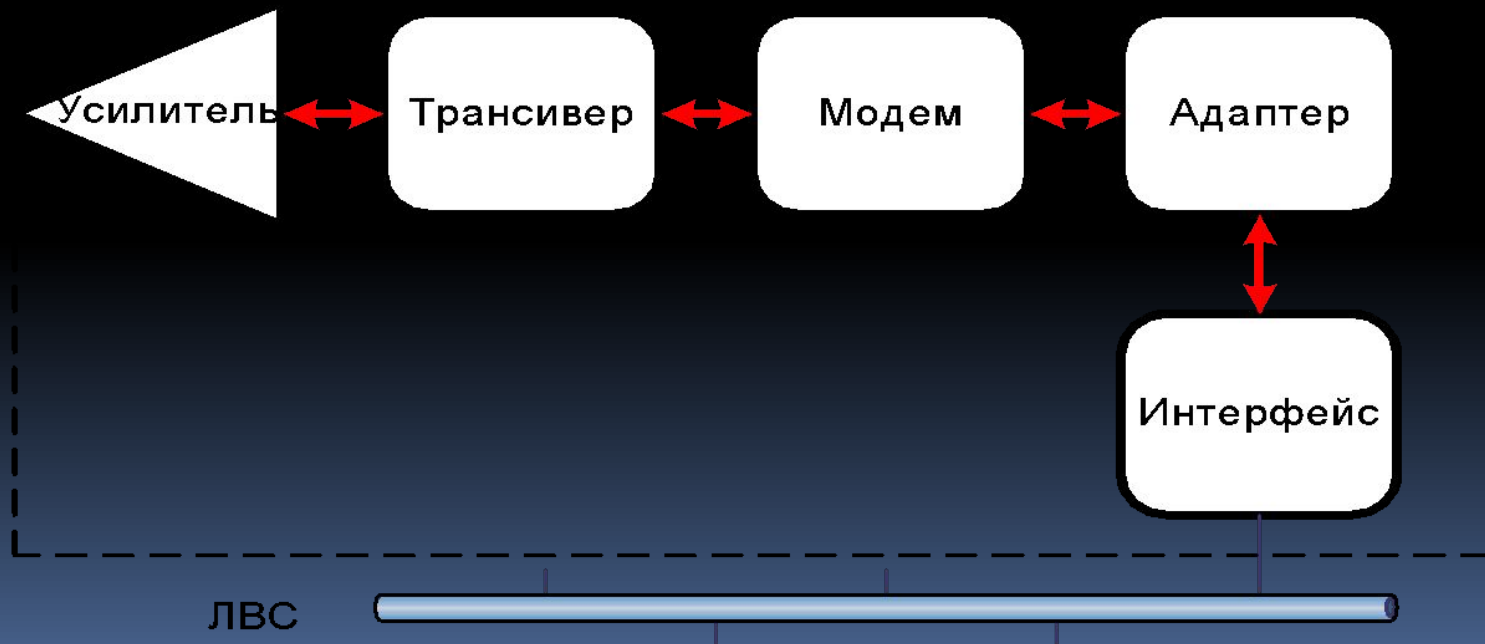 Усилитель
Трансивер
Модем
Адаптер
Интерфейс
ЛВС